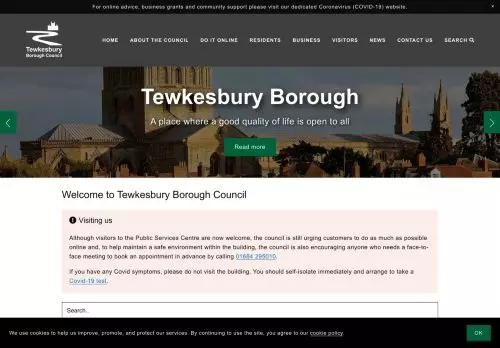 For online advice, business grants and community support please visit our dedicated Coronavirus (COVID-19) website. ×
Tewkesbury
Borough Council
HOME ABOUT THE COUNCIL DO IT ONLINE RESIDENTS BUSINESS VISITORS NEWS CONTACT US SEARCH
Tewkesbury Borough
A place where a good quality of life is open to all
Read more
Welcome to Tewkesbury Borough Council
Visiting us
Although visitors to the Public Services Centre are now welcome, the council is still urging customers to do as much as possible
online and, to help maintain a safe environment within the building, the council is also encouraging anyone who needs a face-to-
face meeting to book an appointment in advance by calling 01684 295010.
If you have any Covid symptoms, please do not visit the building. You should self-isolate immediately and arrange to take a
Covid-19 test.
Search..
We use cookies to help us improve, promote, and protect our services. By continuing to use the site, you agree to our cookie policy.
OK